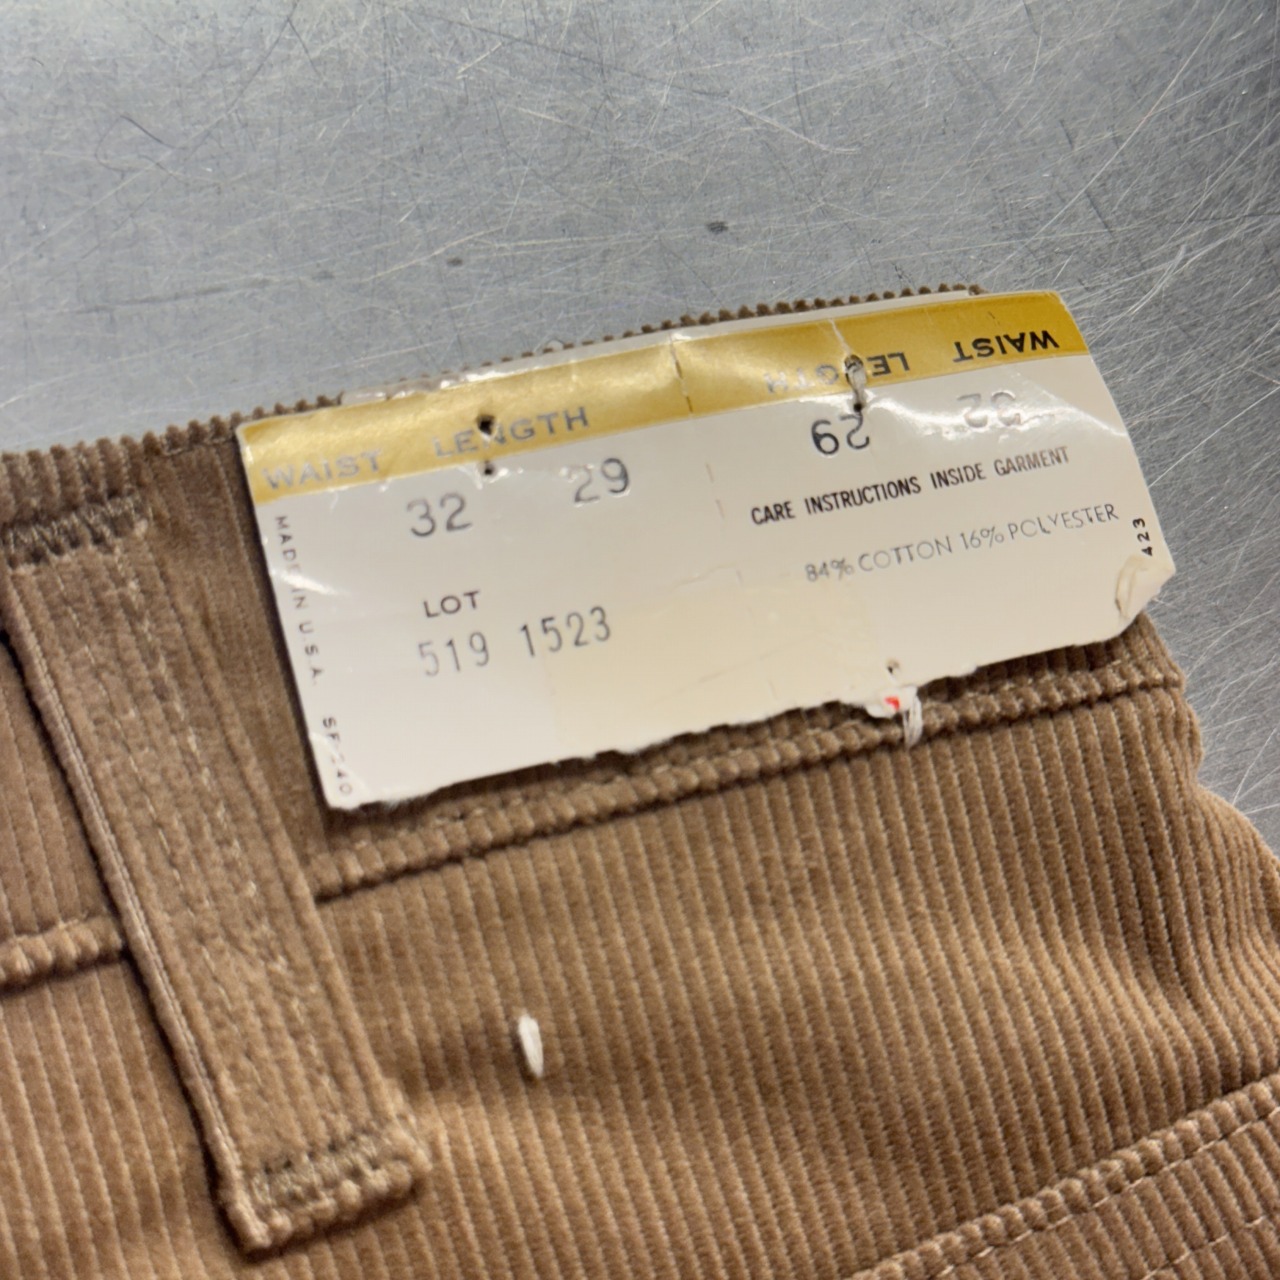 WAIST LENGTH
32 29
LOT
519 1523
MADE IN U.S.A.
WAIST LENGTH
32 29
CARE INSTRUCTIONS INSIDE GARMENT
84% COTTON 16% POLYESTER
423